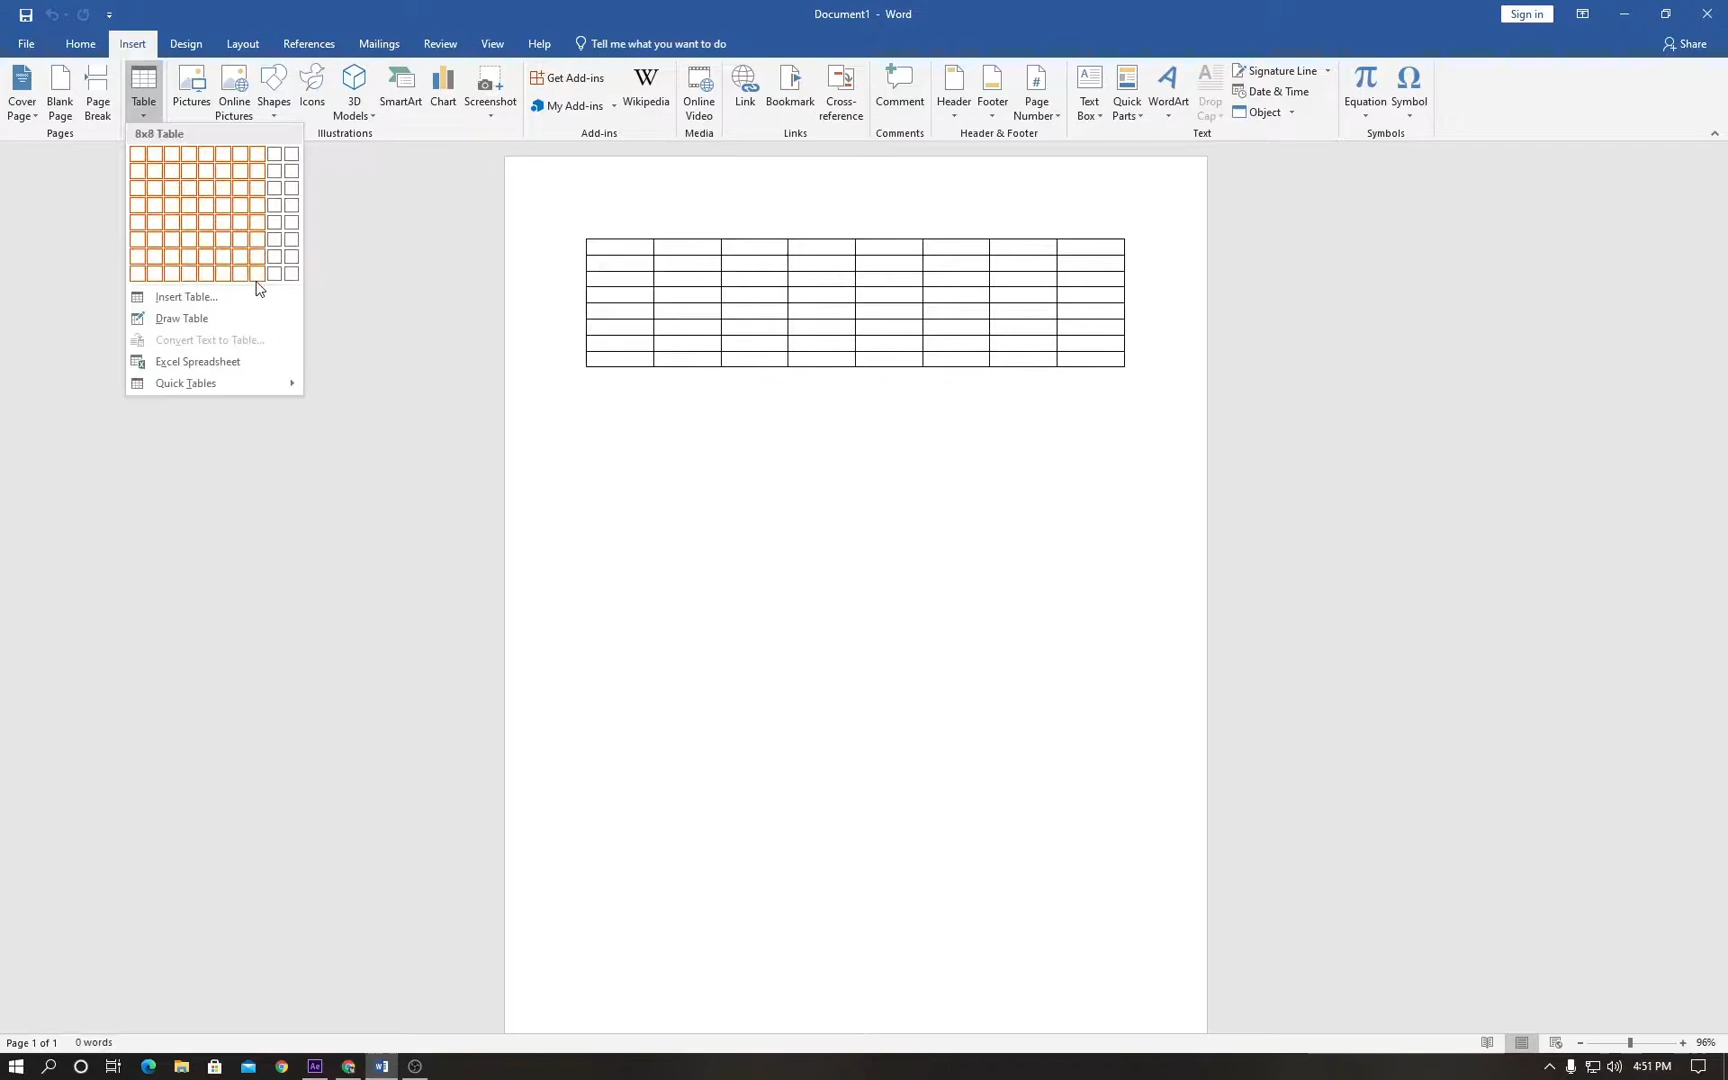 Document1 - Word
Sign in
File Home Insert Design Layout References Mailings Review View Help Tell me what you want to do
Share
Cover Page
Blank Page
Page Break
Pages
Table
Pictures
Online Pictures
Shapes
Icons
3D Models
SmartArt
Chart
Screenshot
Illustrations
Get Add-ins
My Add-ins
W
Wikipedia
Add-ins
Online Video
Media
Link
Bookmark
Cross-reference
Links
Comment
Comments
Header
Footer
Page Number
Header & Footer
Text Box
Quick Parts
WordArt
Drop Cap
Signature Line
Date & Time
Object
Text
π
Equation
Ω
Symbol
Symbols
8x8 Table
Insert Table...
Draw Table
Convert Text to Table...
Excel Spreadsheet
Quick Tables
Page 1 of 1 0 words
96%
Ae
4:51 PM